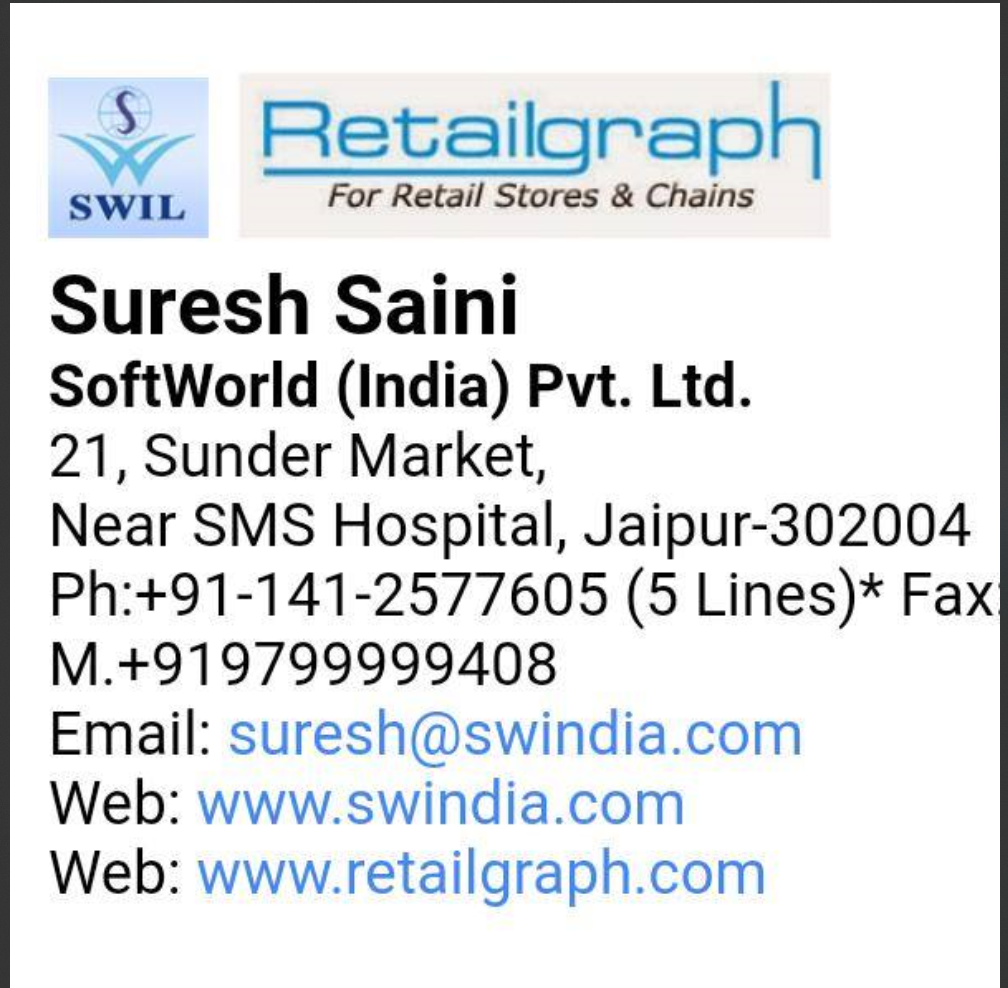 S
SWIL
Retailgraph
For Retail Stores & Chains
Suresh Saini
SoftWorld (India) Pvt. Ltd.
21, Sunder Market,
Near SMS Hospital, Jaipur-302004
Ph:+91-141-2577605 (5 Lines)* Fax:
M.+919799999408
Email: suresh@swindia.com
Web: www.swindia.com
Web: www.retailgraph.com